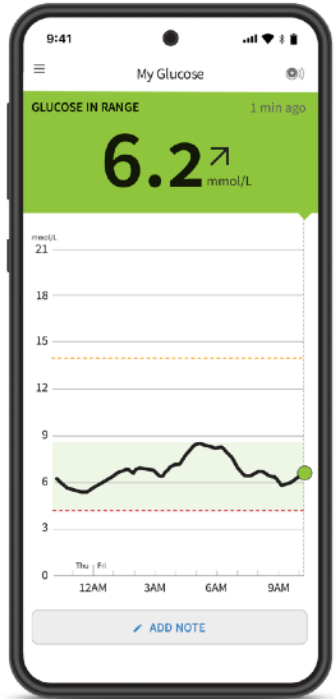 9:41
My Glucose
GLUCOSE IN RANGE 1 min ago
6.2 mmol/L
mmol/L
21
18
15
12
9
6
3
0
Thu Fri
12AM 3AM 6AM 9AM
ADD NOTE